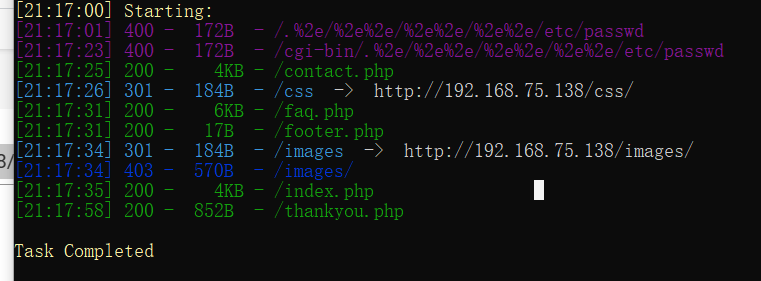 [21:17:00] Starting:
[21:17:01] 400 - 172B - /.%2e/%2e%2e/%2e%2e/%2e%2e/etc/passwd
[21:17:23] 400 - 172B - /cgi-bin/.%2e/%2e%2e/%2e%2e/%2e%2e/etc/passwd
[21:17:25] 200 - 4KB - /contact.php
[21:17:26] 301 - 184B - /css -> http://192.168.75.138/css/
[21:17:31] 200 - 6KB - /faq.php
[21:17:31] 200 - 17B - /footer.php
[21:17:34] 301 - 184B - /images -> http://192.168.75.138/images/
[21:17:34] 403 - 570B - /images/
[21:17:35] 200 - 4KB - /index.php
[21:17:58] 200 - 852B - /thankyou.php
Task Completed